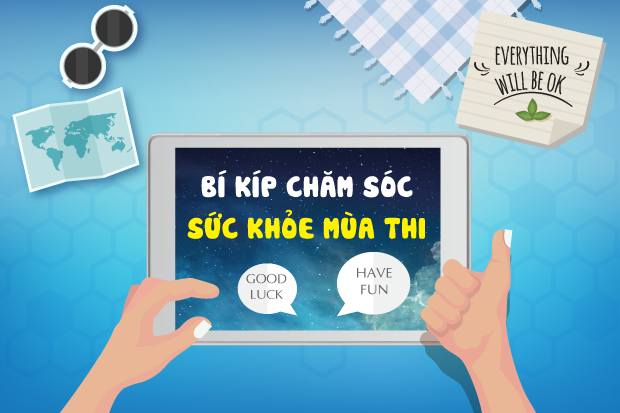 EVERYTHING
WILL BE OK
BÍ KÍP CHĂM SÓC
SỨC KHỎE MÙA THI
GOOD
LUCK
HAVE
FUN